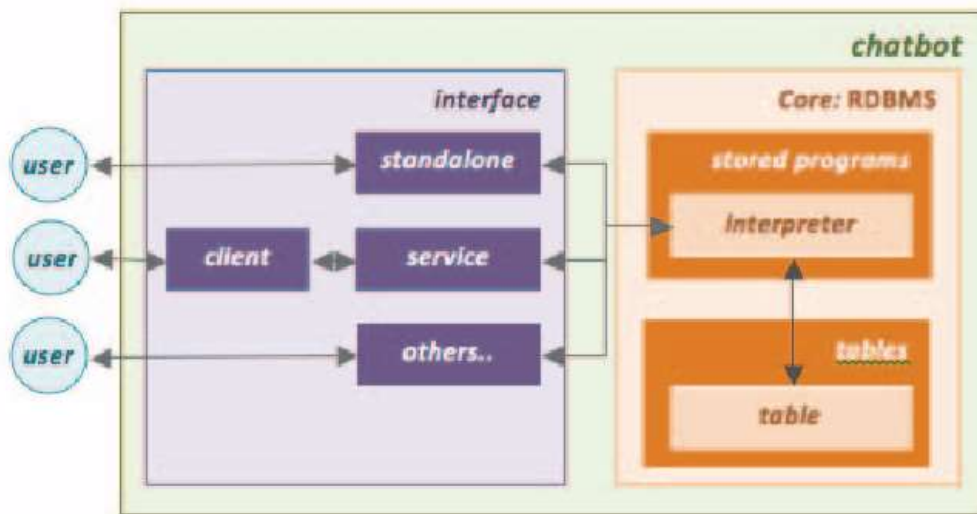 chatbot
interface
Core: RDBMS
user
standalone
stored programs
interpreter
user
client
service
user
others..
tables
table